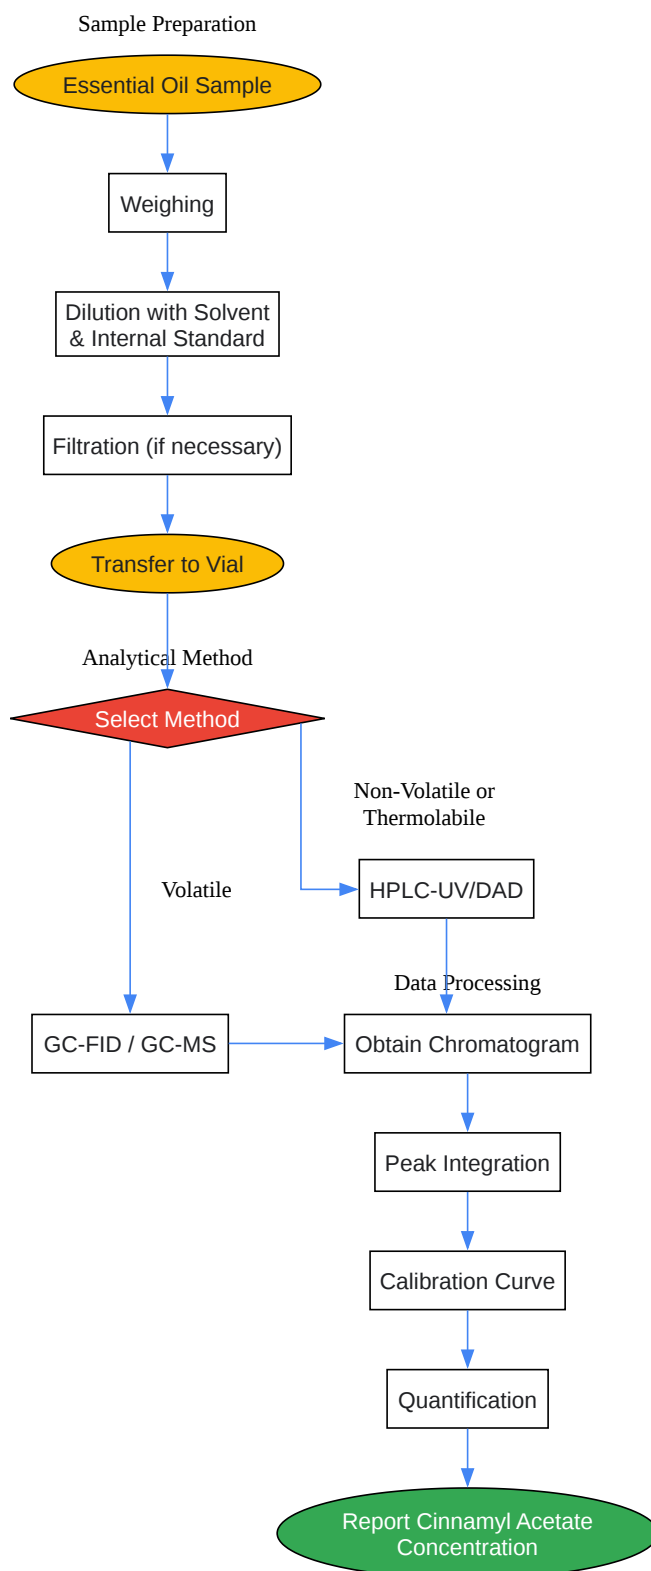 Sample Preparation
Essential Oil Sample
Weighing
Dilution with Solvent
& Internal Standard
Filtration (if necessary)
Transfer to Vial
Analytical Method
Select Method
Non-Volatile or
Thermolabile
Volatile
HPLC-UV/DAD
Data Processing
GC-FID / GC-MS
Obtain Chromatogram
Peak Integration
Calibration Curve
Quantification
Report Cinnamyl Acetate
Concentration